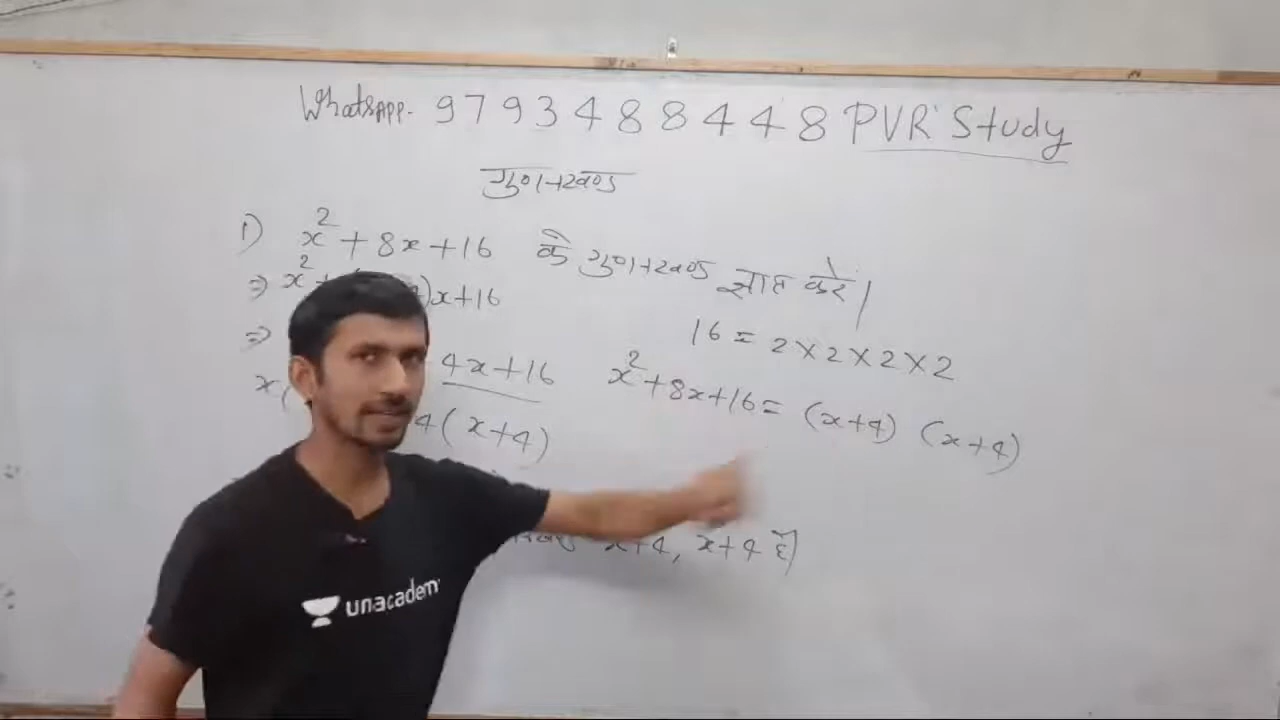 WhatsApp. 9793488448 PVR Study
गुणनखण्ड
1) x² + 8x + 16 के गुणनखण्ड ज्ञात करें।
⇒ x² + )x+16
16 = 2×2×2×2
⇒ 4x+16
x² + 8x+16 = (x+4) (x+4)
x( 4(x+4)
x+4, x+4 है।
unacademy